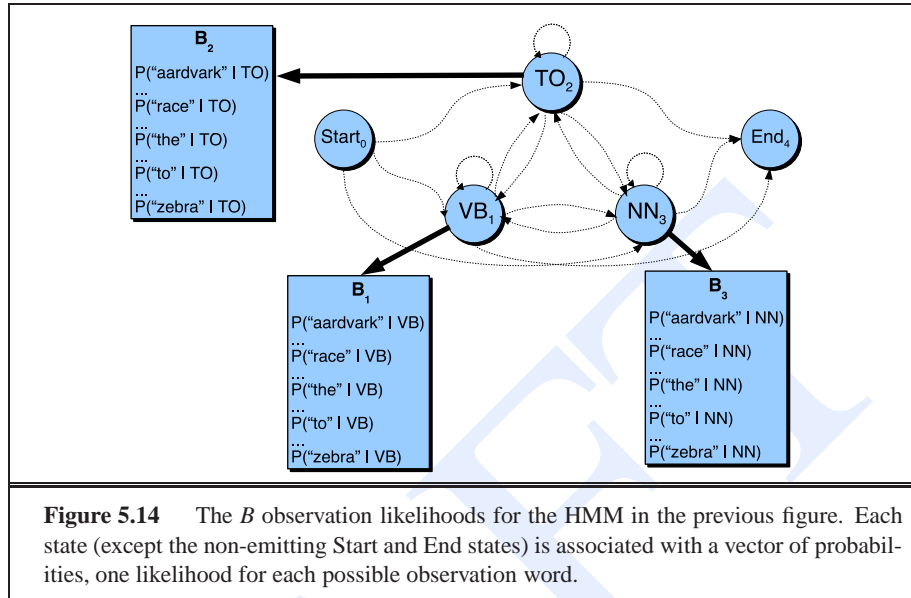 B2
P("aardvark" | TO)
...
P("race" | TO)
...
P("the" | TO)
...
P("to" | TO)
...
P("zebra" | TO)
TO2
Start0
End4
VB1
NN3
B1
P("aardvark" | VB)
...
P("race" | VB)
...
P("the" | VB)
...
P("to" | VB)
...
P("zebra" | VB)
B3
P("aardvark" | NN)
...
P("race" | NN)
...
P("the" | NN)
...
P("to" | NN)
...
P("zebra" | NN)
Figure 5.14 The B observation likelihoods for the HMM in the previous figure. Each
state (except the non-emitting Start and End states) is associated with a vector of probabil-
ities, one likelihood for each possible observation word.